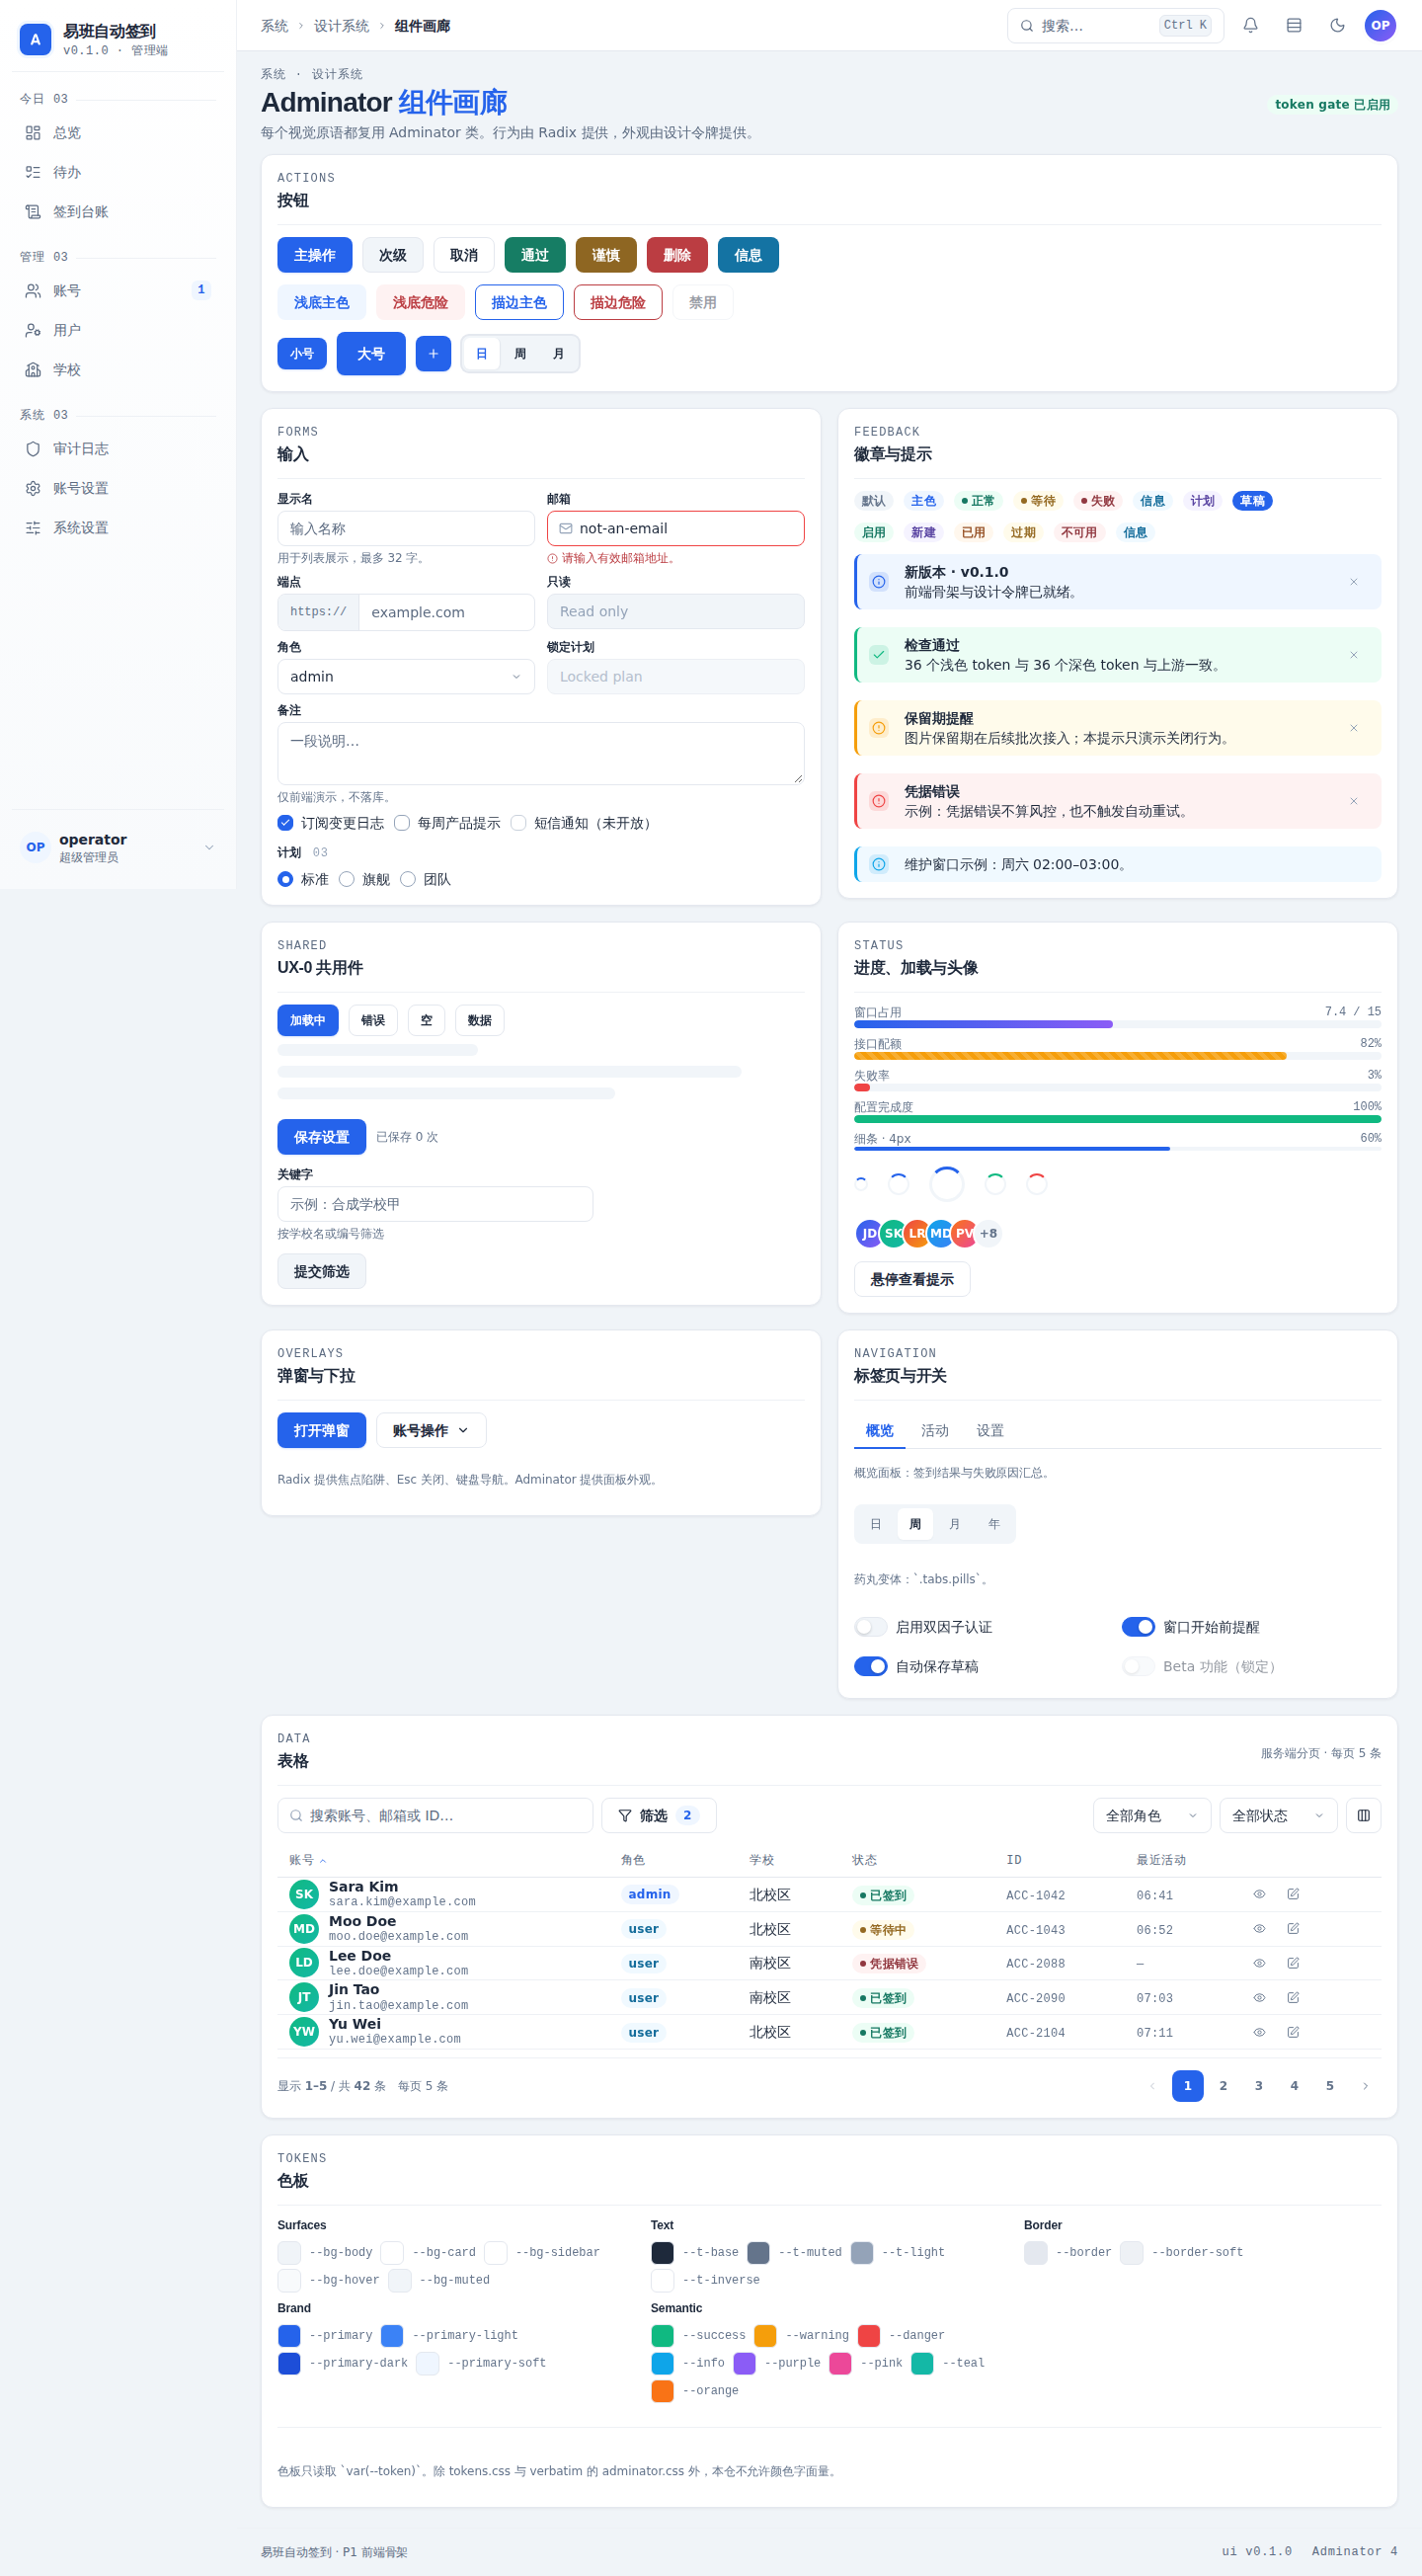 A
易班自动签到
v0.1.0 · 管理端
今日 03
总览
待办
签到台账
管理 03
账号 1
用户
学校
系统 03
审计日志
账号设置
系统设置
OP
operator
超级管理员
系统 › 设计系统 › 组件画廊
搜索… Ctrl K
OP
系统 · 设计系统
Adminator 组件画廊
token gate 已启用
每个视觉原语都复用 Adminator 类。行为由 Radix 提供，外观由设计令牌提供。
ACTIONS
按钮
主操作 次级 取消 通过 谨慎 删除 信息
浅底主色 浅底危险 描边主色 描边危险 禁用
小号 大号 + 日 周 月
FORMS
输入
显示名 邮箱
输入名称 not-an-email
用于列表展示，最多 32 字。 请输入有效邮箱地址。
端点 只读
https:// example.com Read only
角色 锁定计划
admin Locked plan
备注
一段说明…
仅前端演示，不落库。
订阅变更日志 每周产品提示 短信通知（未开放）
计划 03
标准 旗舰 团队
FEEDBACK
徽章与提示
默认 主色 正常 等待 失败 信息 计划 草稿
启用 新建 已用 过期 不可用 信息
新版本 · v0.1.0
前端骨架与设计令牌已就绪。
检查通过
36 个浅色 token 与 36 个深色 token 与上游一致。
保留期提醒
图片保留期在后续批次接入；本提示只演示关闭行为。
凭据错误
示例：凭据错误不算风控，也不触发自动重试。
维护窗口示例：周六 02:00–03:00。
SHARED
UX-0 共用件
加载中 错误 空 数据
保存设置 已保存 0 次
关键字
示例：合成学校甲
按学校名或编号筛选
提交筛选
STATUS
进度、加载与头像
窗口占用 7.4 / 15
接口配额 82%
失败率 3%
配置完成度 100%
细条 · 4px 60%
JD SK LR MD PV +8
悬停查看提示
OVERLAYS
弹窗与下拉
打开弹窗 账号操作
Radix 提供焦点陷阱、Esc 关闭、键盘导航。Adminator 提供面板外观。
NAVIGATION
标签页与开关
概览 活动 设置
概览面板：签到结果与失败原因汇总。
日 周 月 年
药丸变体：`.tabs.pills`。
启用双因子认证 窗口开始前提醒
自动保存草稿 Beta 功能（锁定）
DATA
表格
服务端分页 · 每页 5 条
搜索账号、邮箱或 ID… 筛选 2 全部角色 全部状态
账号 角色 学校 状态 ID 最近活动
SK Sara Kim
sara.kim@example.com admin 北校区 已签到 ACC-1042 06:41
MD Moo Doe
moo.doe@example.com user 北校区 等待中 ACC-1043 06:52
LD Lee Doe
lee.doe@example.com user 南校区 凭据错误 ACC-2088 —
JT Jin Tao
jin.tao@example.com user 南校区 已签到 ACC-2090 07:03
YW Yu Wei
yu.wei@example.com user 北校区 已签到 ACC-2104 07:11
显示 1–5 / 共 42 条 每页 5 条 ‹ 1 2 3 4 5 ›
TOKENS
色板
Surfaces
--bg-body --bg-card --bg-sidebar
--bg-hover --bg-muted
Text
--t-base --t-muted --t-light
--t-inverse
Border
--border --border-soft
Brand
--primary --primary-light
--primary-dark --primary-soft
Semantic
--success --warning --danger
--info --purple --pink --teal
--orange
色板只读取 `var(--token)`。除 tokens.css 与 verbatim 的 adminator.css 外，本仓不允许颜色字面量。
易班自动签到 · P1 前端骨架
ui v0.1.0 Adminator 4